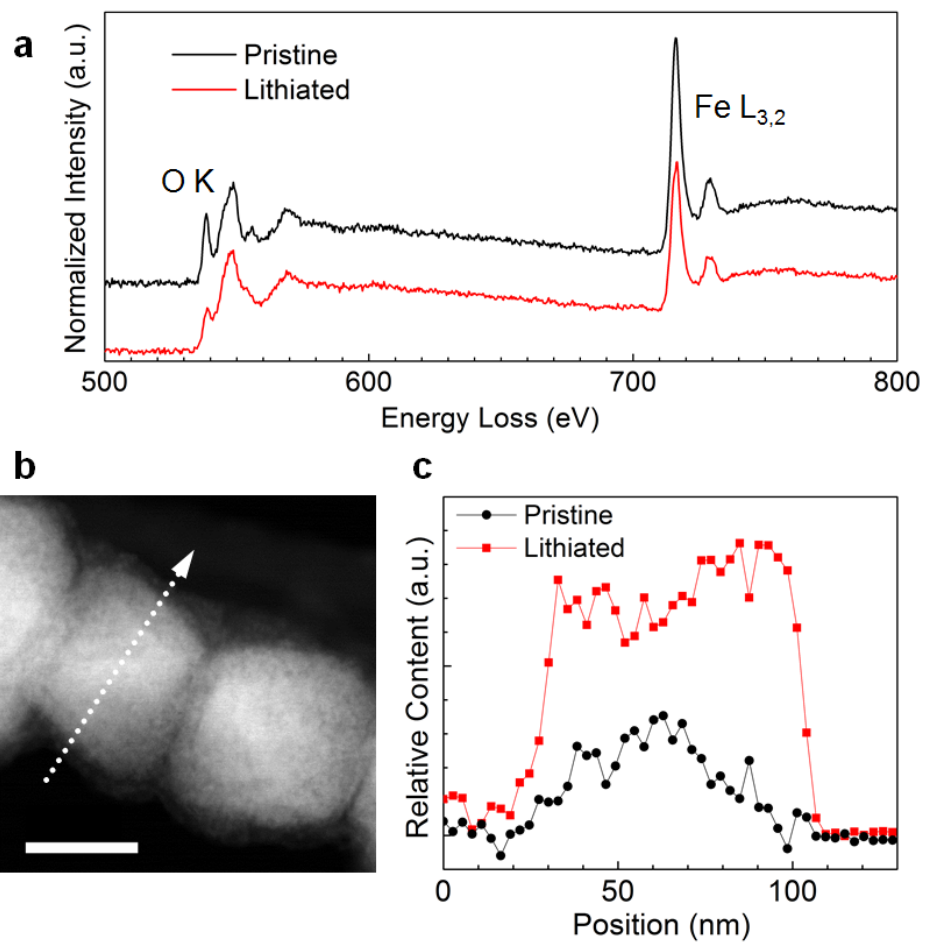 a
Pristine
Lithiated
O K
Fe L3,2
Normalized Intensity (a.u.)
500 600 700 800
Energy Loss (eV)
b
c
Pristine
Lithiated
Relative Content (a.u.)
0 50 100
Position (nm)